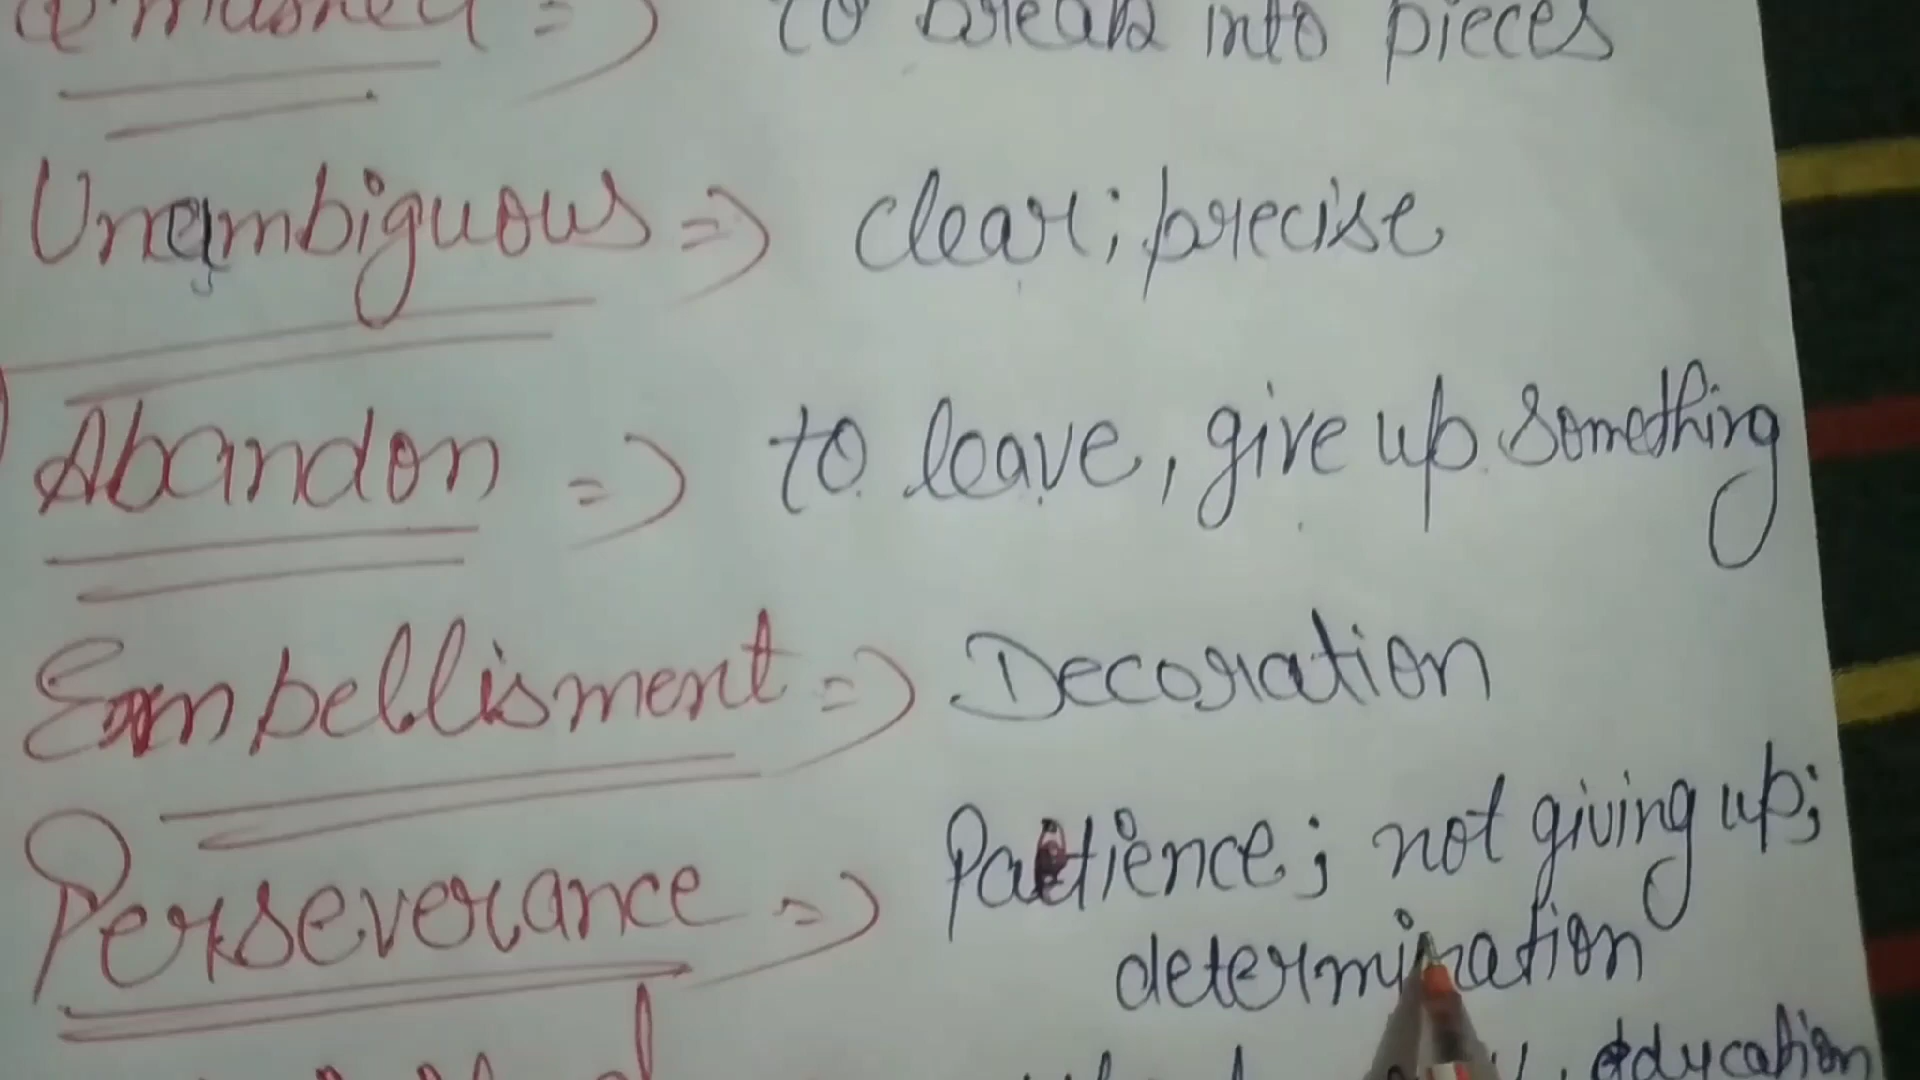 => to break into pieces
Unambiguous => clear; precise
Abandon => to leave, give up something
Embellisment => Decoration
Perseverance => Patience; not giving up;
determination
education